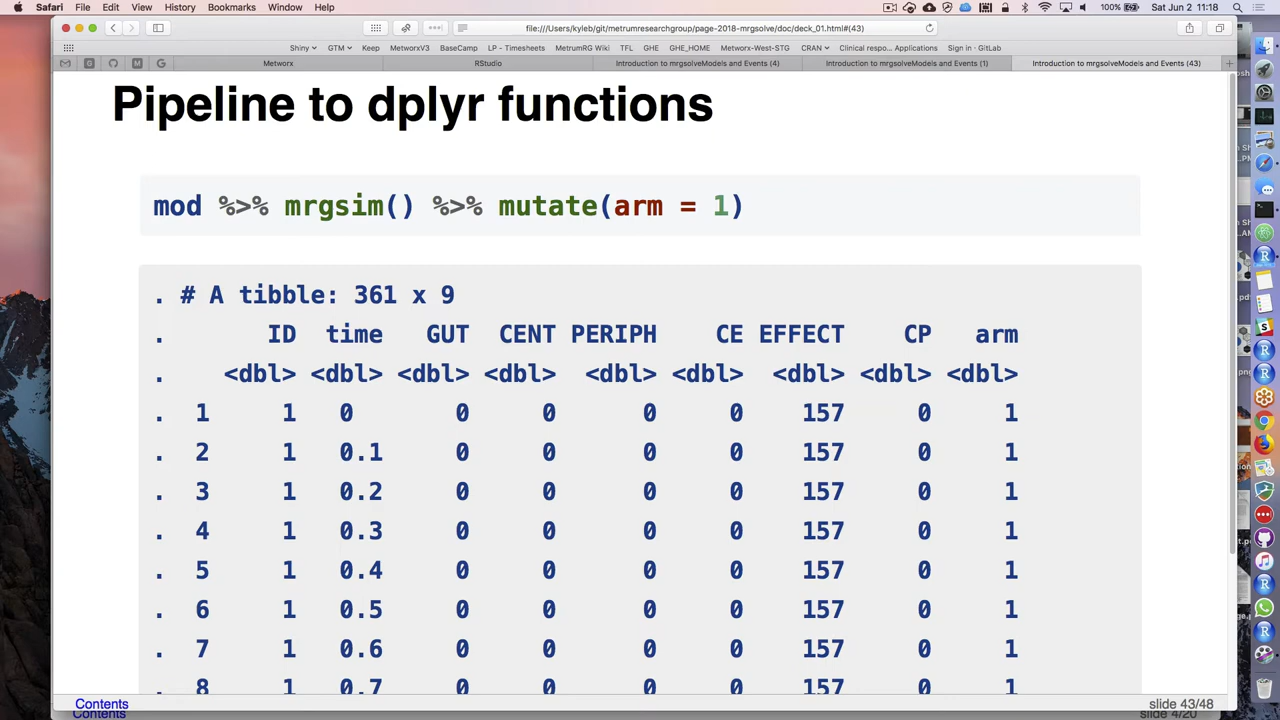 Safari File Edit View History Bookmarks Window Help 100% Sat Jun 2 11:18
file:///Users/kyleb/git/metrumresearchgroup/page-2018-mrgsolve/doc/deck_01.html#(43)
Shiny GTM Keep MetworxV3 BaseCamp LP - Timesheets MetrumRG Wiki TFL GHE GHE_HOME Metworx-West-STG CRAN Clinical respo... Applications Sign in · GitLab
Metworx RStudio Introduction to mrgsolveModels and Events (4) Introduction to mrgsolveModels and Events (1) Introduction to mrgsolveModels and Events (43)
Pipeline to dplyr functions
mod %>% mrgsim() %>% mutate(arm = 1)
. # A tibble: 361 x 9
. ID time GUT CENT PERIPH CE EFFECT CP arm
. <dbl> <dbl> <dbl> <dbl> <dbl> <dbl> <dbl> <dbl> <dbl>
. 1 1 0 0 0 0 0 157 0 1
. 2 1 0.1 0 0 0 0 157 0 1
. 3 1 0.2 0 0 0 0 157 0 1
. 4 1 0.3 0 0 0 0 157 0 1
. 5 1 0.4 0 0 0 0 157 0 1
. 6 1 0.5 0 0 0 0 157 0 1
. 7 1 0.6 0 0 0 0 157 0 1
. 8 1 0.7 0 0 0 0 157 0 1
Contents slide 43/48
Contents slide 4/20